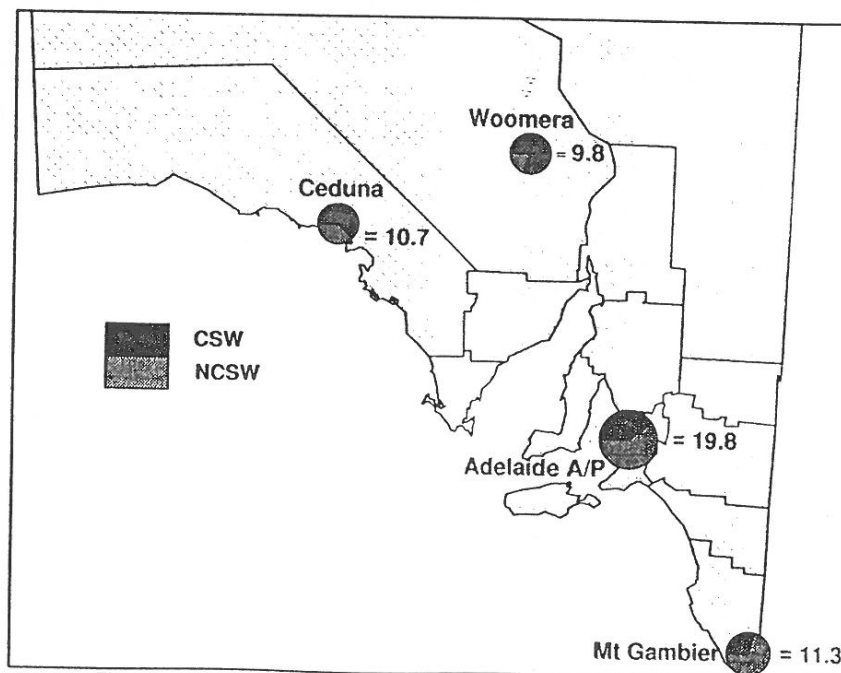 Woomera
= 9.8
Ceduna
= 10.7
CSW
NCSW
= 19.8
Adelaide A/P
Mt Gambier
= 11.3